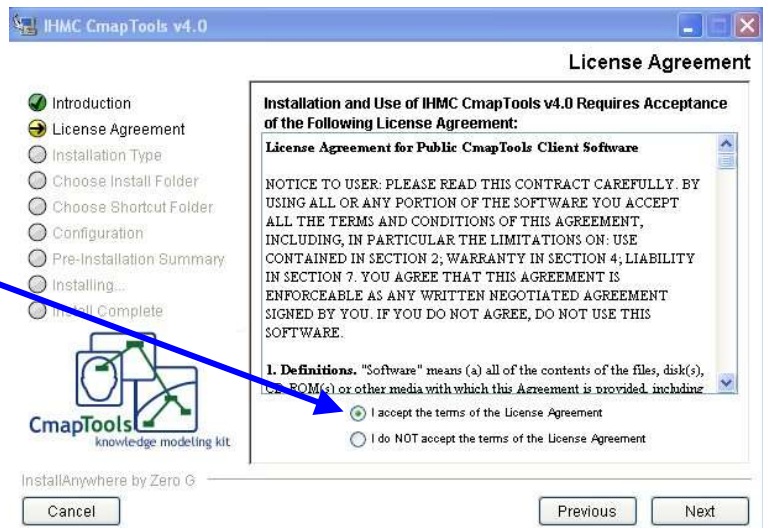 IHMC CmapTools v4.0
License Agreement
Introduction
License Agreement
Installation Type
Choose Install Folder
Choose Shortcut Folder
Configuration
Pre-Installation Summary
Installing...
Install Complete
CmapTools
knowledge modeling kit
Installation and Use of IHMC CmapTools v4.0 Requires Acceptance
of the Following License Agreement:
License Agreement for Public CmapTools Client Software
NOTICE TO USER: PLEASE READ THIS CONTRACT CAREFULLY. BY
USING ALL OR ANY PORTION OF THE SOFTWARE YOU ACCEPT
ALL THE TERMS AND CONDITIONS OF THIS AGREEMENT,
INCLUDING, IN PARTICULAR THE LIMITATIONS ON: USE
CONTAINED IN SECTION 2; WARRANTY IN SECTION 4; LIABILITY
IN SECTION 7. YOU AGREE THAT THIS AGREEMENT IS
ENFORCEABLE AS ANY WRITTEN NEGOTIATED AGREEMENT
SIGNED BY YOU. IF YOU DO NOT AGREE, DO NOT USE THIS
SOFTWARE.
1. Definitions. "Software" means (a) all of the contents of the files, disk(s),
CD-ROM(s) or other media with which this Agreement is provided, including
I accept the terms of the License Agreement
I do NOT accept the terms of the License Agreement
InstallAnywhere by Zero G
Cancel
Previous
Next